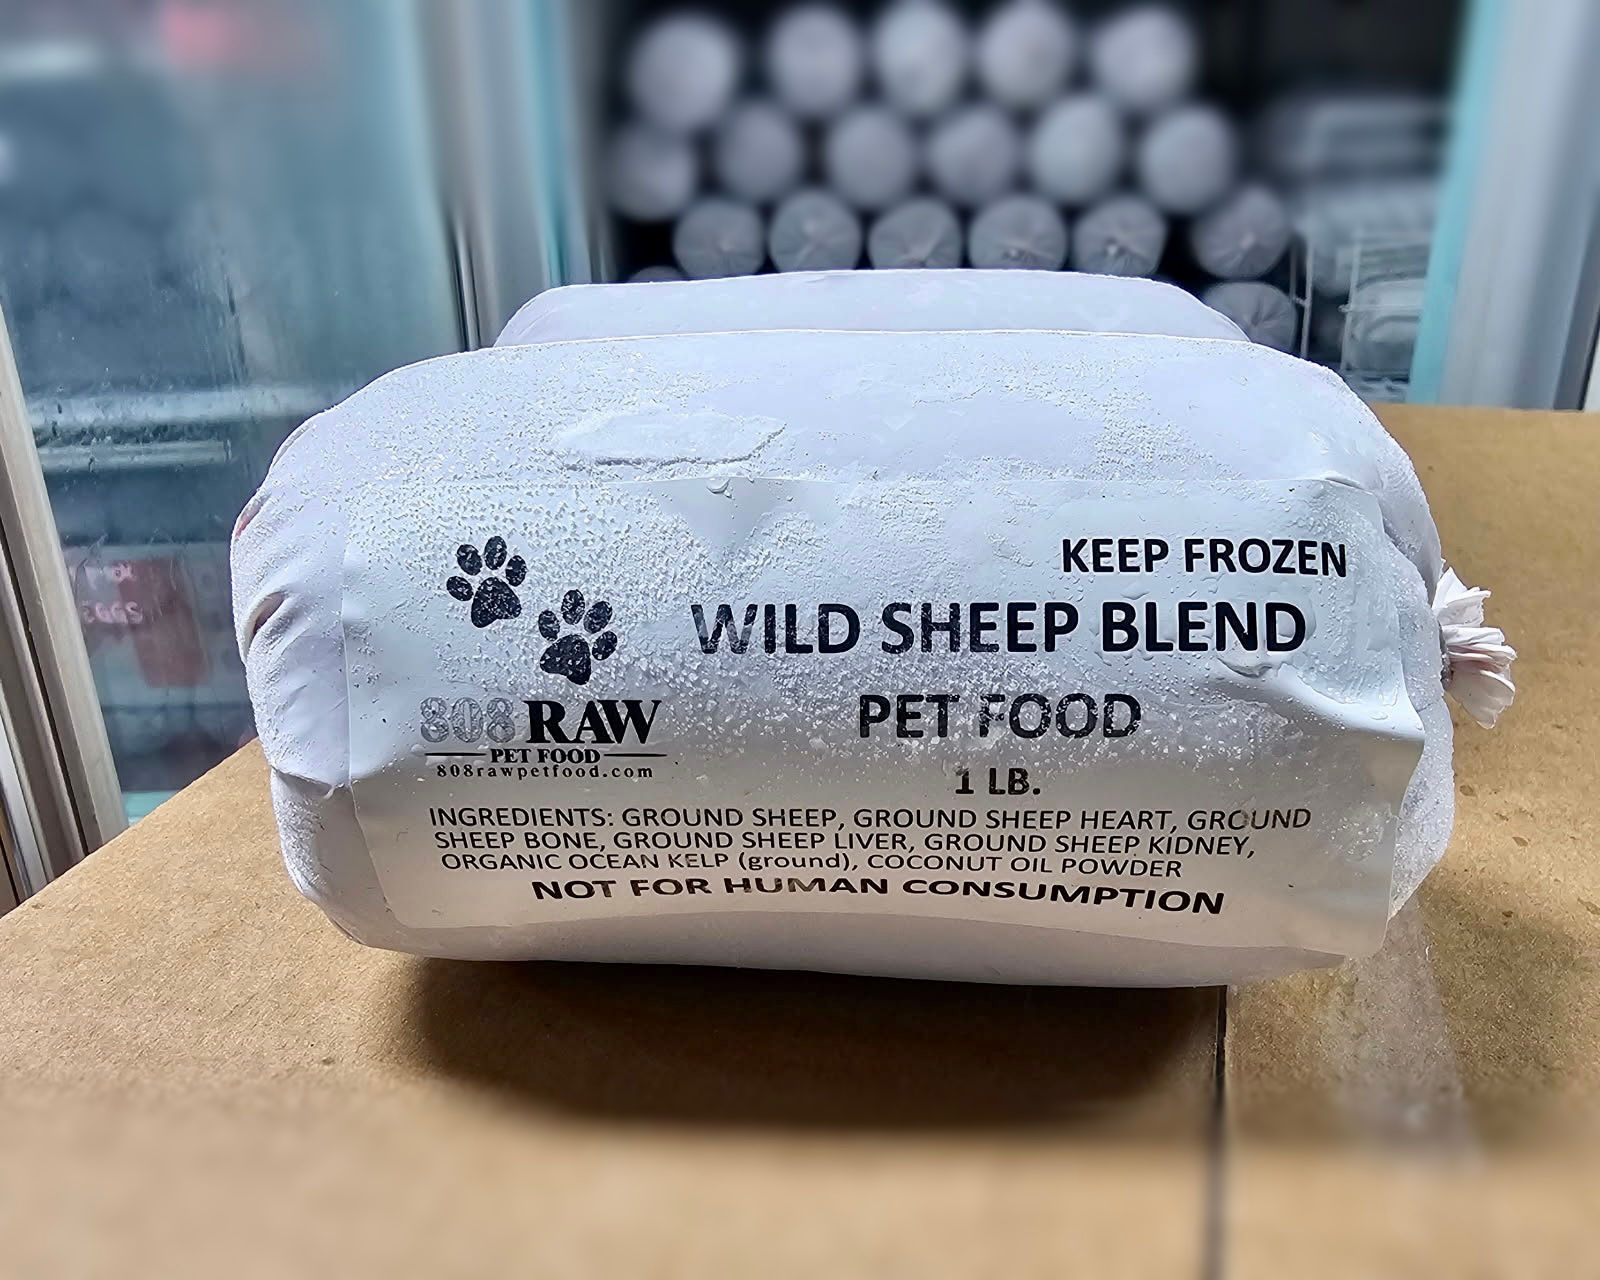 KEEP FROZEN
WILD SHEEP BLEND
PET FOOD
1 LB.
808 RAW
PET FOOD
808rawpetfood.com
INGREDIENTS: GROUND SHEEP, GROUND SHEEP HEART, GROUND
SHEEP BONE, GROUND SHEEP LIVER, GROUND SHEEP KIDNEY,
ORGANIC OCEAN KELP (ground), COCONUT OIL POWDER
NOT FOR HUMAN CONSUMPTION